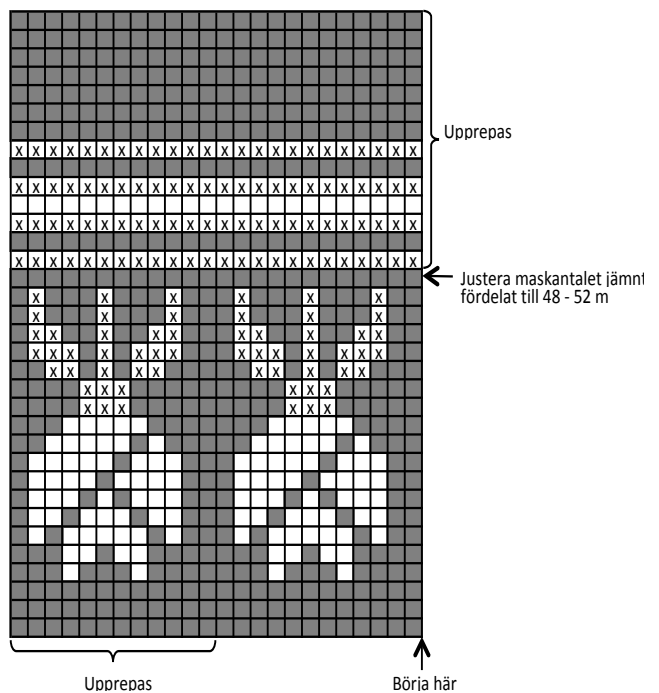 Upprepas
Justera maskantalet jämnt
fördelat till 48 - 52 m
Upprepas
Börja här